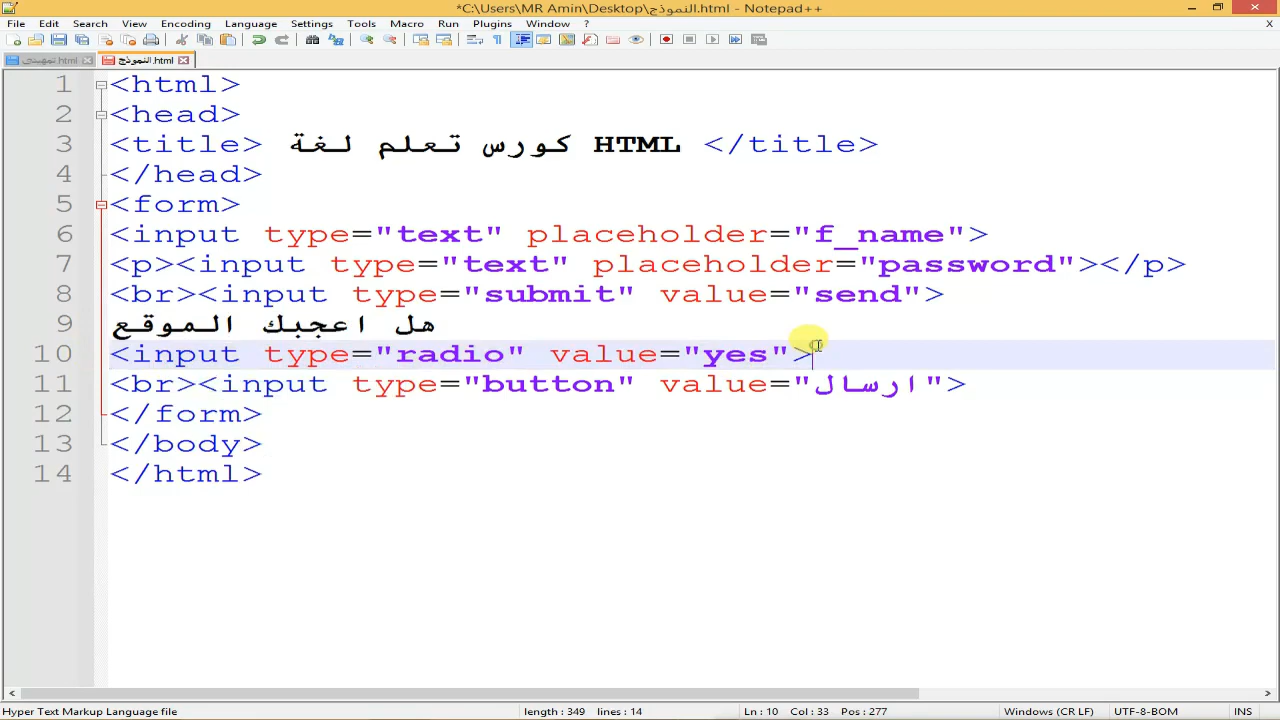 *C:\Users\MR Amin\Desktop\النموذج.html - Notepad++
File Edit Search View Encoding Language Settings Tools Macro Run Plugins Window ?
النموذج.html
1 <html>
2 <head>
3 <title> كورس تعلم لغة HTML </title>
4 </head>
5 <form>
6 <input type="text" placeholder="f_name">
7 <p><input type="text" placeholder="password"></p>
8 <br><input type="submit" value="send">
9 هل اعجبك الموقع
10 <input type="radio" value="yes">
11 <br><input type="button" value="ارسال">
12 </form>
13 </body>
14 </html>
Hyper Text Markup Language file length : 349 lines : 14 Ln : 10 Col : 33 Pos : 277 Windows (CR LF) UTF-8-BOM INS